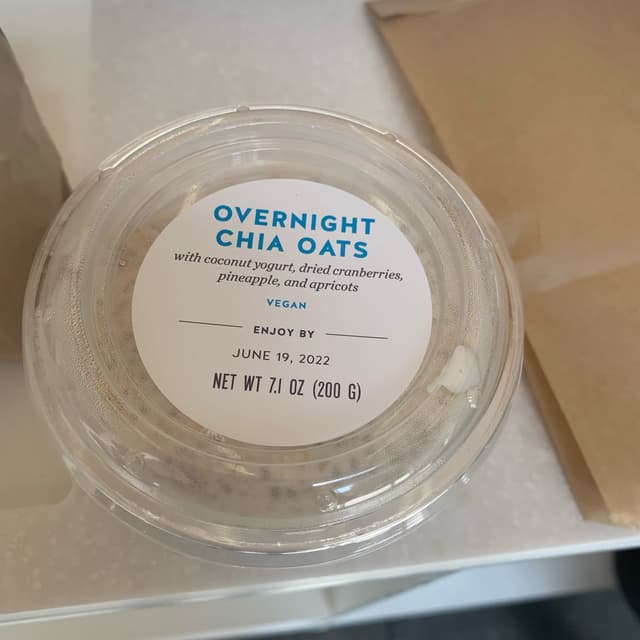 OVERNIGHT
CHIA OATS
with coconut yogurt, dried cranberries,
pineapple, and apricots
VEGAN
ENJOY BY
JUNE 19, 2022
NET WT 7.1 OZ (200 G)